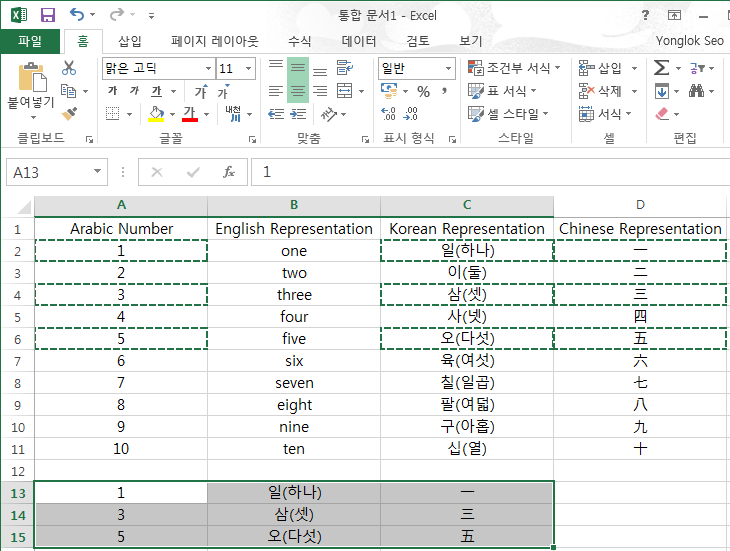 통합 문서1 - Excel
?
파일 홈 삽입 페이지 레이아웃 수식 데이터 검토 보기 Yonglok Seo
붙여넣기
클립보드
맑은 고딕 11
가 가 가 가 가
내천 가
글꼴
맞춤
일반
% ,
표시 형식
조건부 서식
표 서식
셀 스타일
스타일
삽입
삭제
서식
셀
편집
A13 fx 1
A B C D
1 Arabic Number English Representation Korean Representation Chinese Representation
2 1 one 일(하나) 一
3 2 two 이(둘) 二
4 3 three 삼(셋) 三
5 4 four 사(넷) 四
6 5 five 오(다섯) 五
7 6 six 육(여섯) 六
8 7 seven 칠(일곱) 七
9 8 eight 팔(여덟) 八
10 9 nine 구(아홉) 九
11 10 ten 십(열) 十
12
13 1 일(하나) 一
14 3 삼(셋) 三
15 5 오(다섯) 五